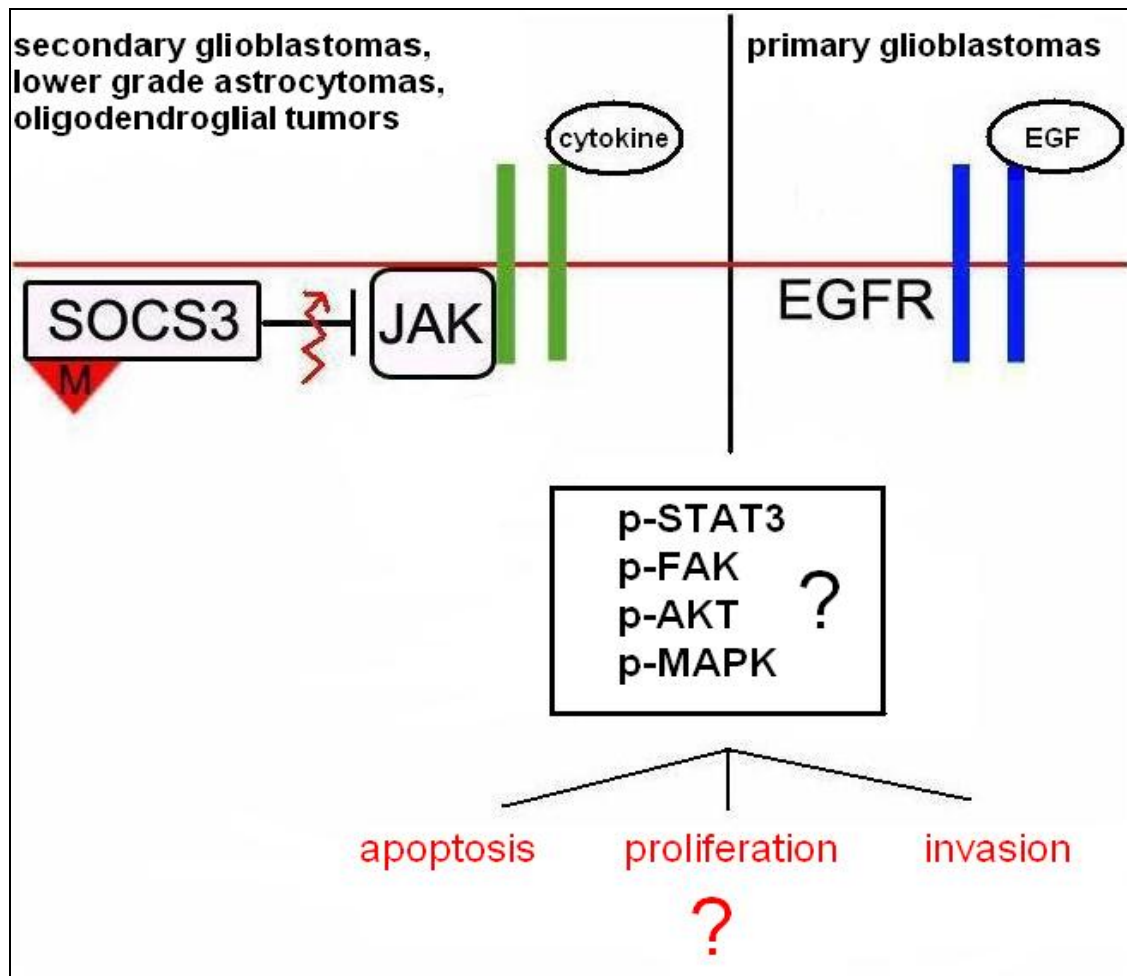 secondary glioblastomas,
lower grade astrocytomas,
oligodendroglial tumors
primary glioblastomas
cytokine
EGF
SOCS3
JAK
EGFR
M
p-STAT3
p-FAK
p-AKT
p-MAPK
?
apoptosis
proliferation
invasion
?